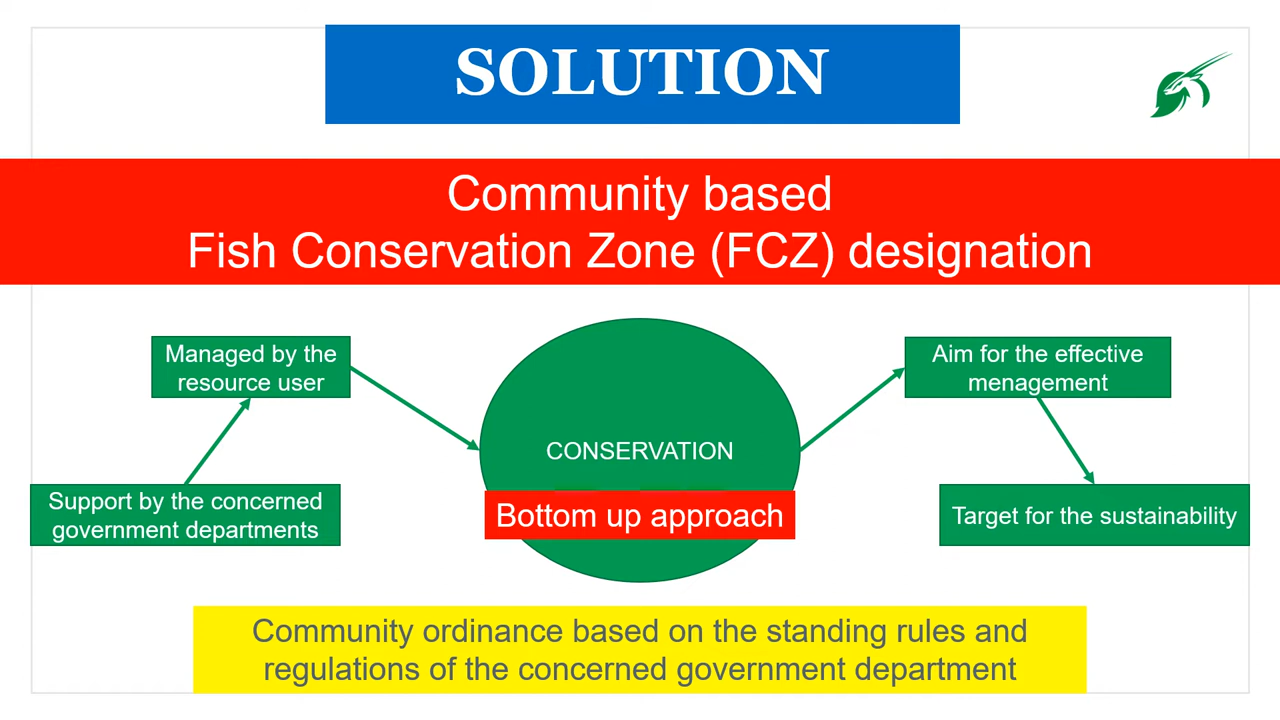 SOLUTION
Community based
Fish Conservation Zone (FCZ) designation
Managed by the
resource user
Aim for the effective
menagement
CONSERVATION
Support by the concerned
government departments
Bottom up approach
Target for the sustainability
Community ordinance based on the standing rules and
regulations of the concerned government department